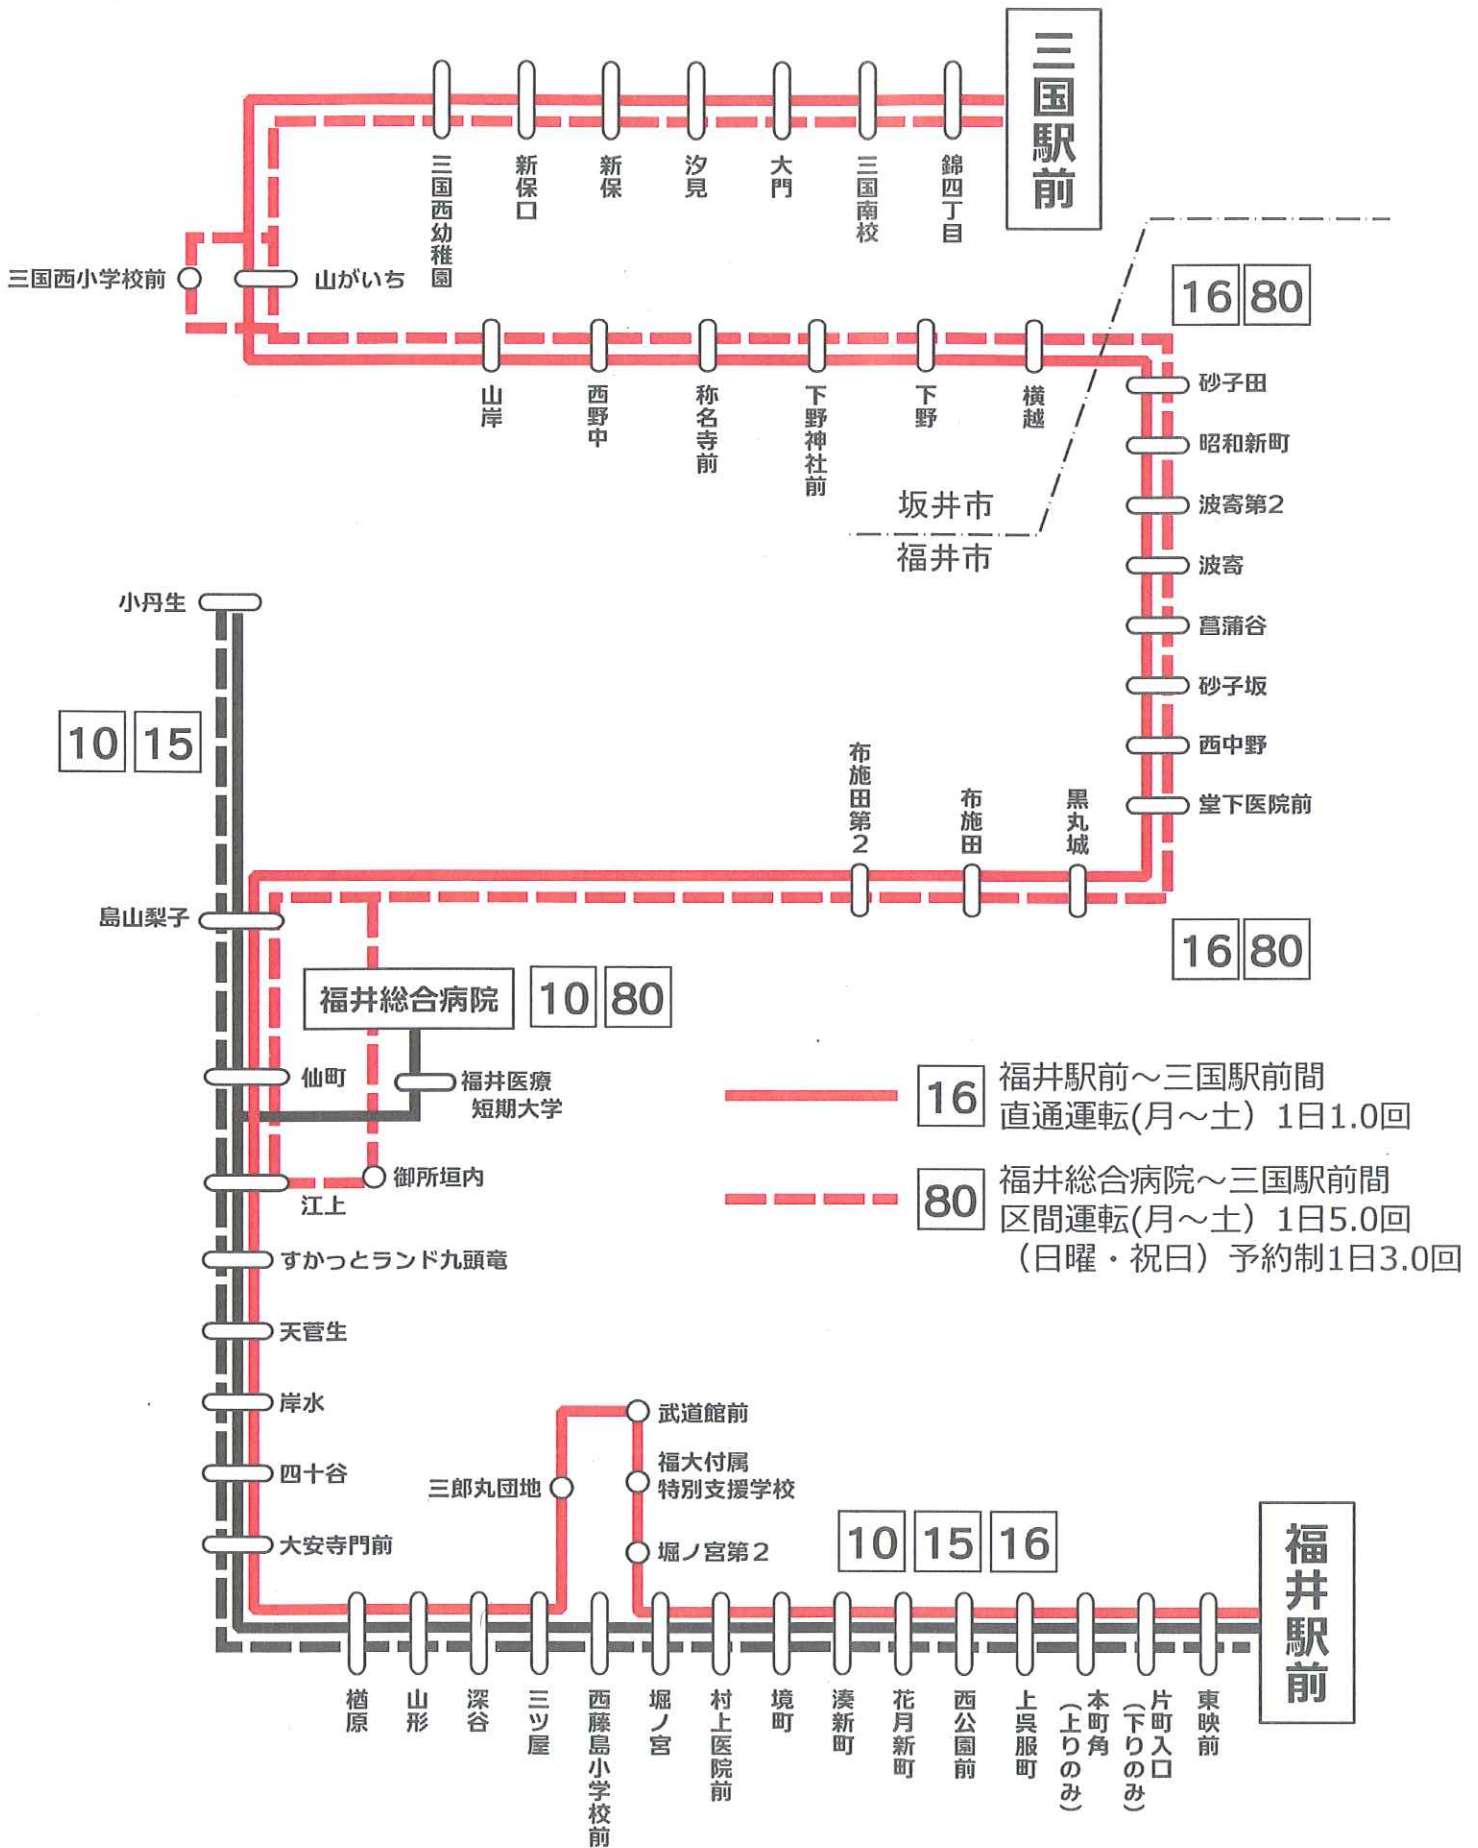 三国駅前
三国西幼稚園
新保口
新保
汐見
大門
三国南校
錦四丁目
三国西小学校前
山がいち
16 80
山岸
西野中
称名寺前
下野神社前
下野
横越
砂子田
昭和新町
波寄第2
波寄
菖蒲谷
砂子坂
西中野
堂下医院前
坂井市
福井市
小丹生
10 15
布施田第2
布施田
黒丸城
島山梨子
16 80
福井総合病院
10 80
仙町
福井医療
短期大学
御所垣内
江上
16
福井駅前～三国駅前間
直通運転(月～土）1日1.0回
80
福井総合病院～三国駅前間
区間運転(月～土）1日5.0回
（日曜・祝日）予約制1日3.0回
すかっとランド九頭竜
天菅生
岸水
四十谷
大安寺門前
武道館前
三郎丸団地
福大付属
特別支援学校
堀ノ宮第2
10 15 16
福井駅前
楢原
山形
深谷
三ツ屋
西藤島小学校前
堀ノ宮
村上医院前
境町
湊新町
花月新町
西公園前
上呉服町
本町角
(上りのみ)
片町入口
(下りのみ)
東映前